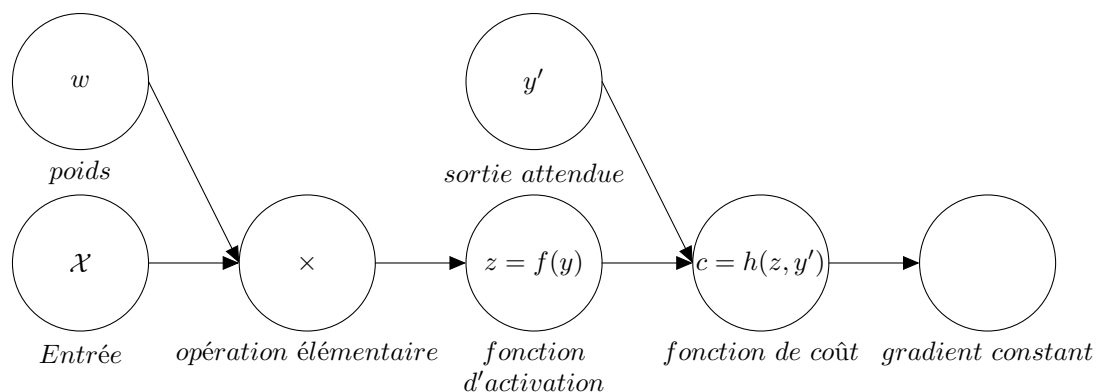 w
y′
poids
sortie attendue
𝒳
×
z = f(y)
c = h(z, y′)
Entrée
opération élémentaire
fonction
d'activation
fonction de coût
gradient constant